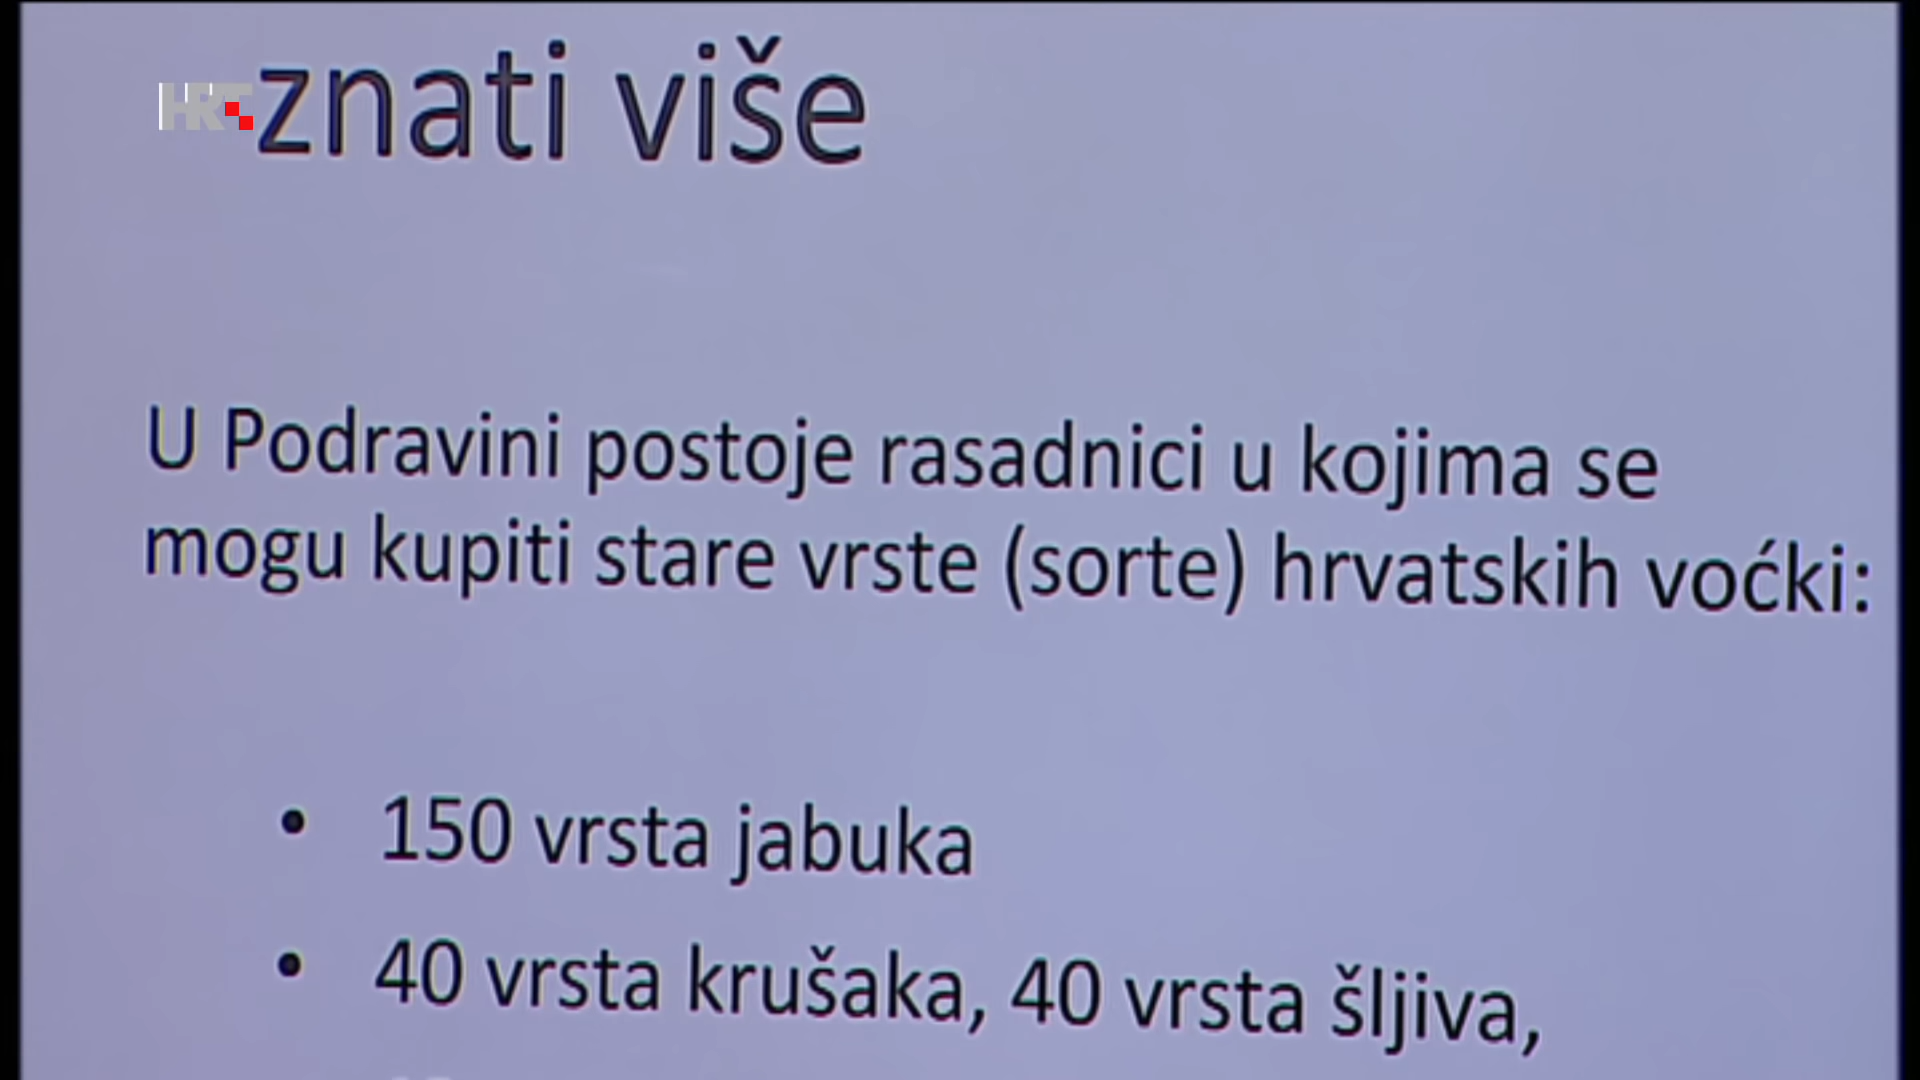 HRT
znati više
U Podravini postoje rasadnici u kojima se
mogu kupiti stare vrste (sorte) hrvatskih voćki:
• 150 vrsta jabuka
• 40 vrsta krušaka, 40 vrsta šljiva,